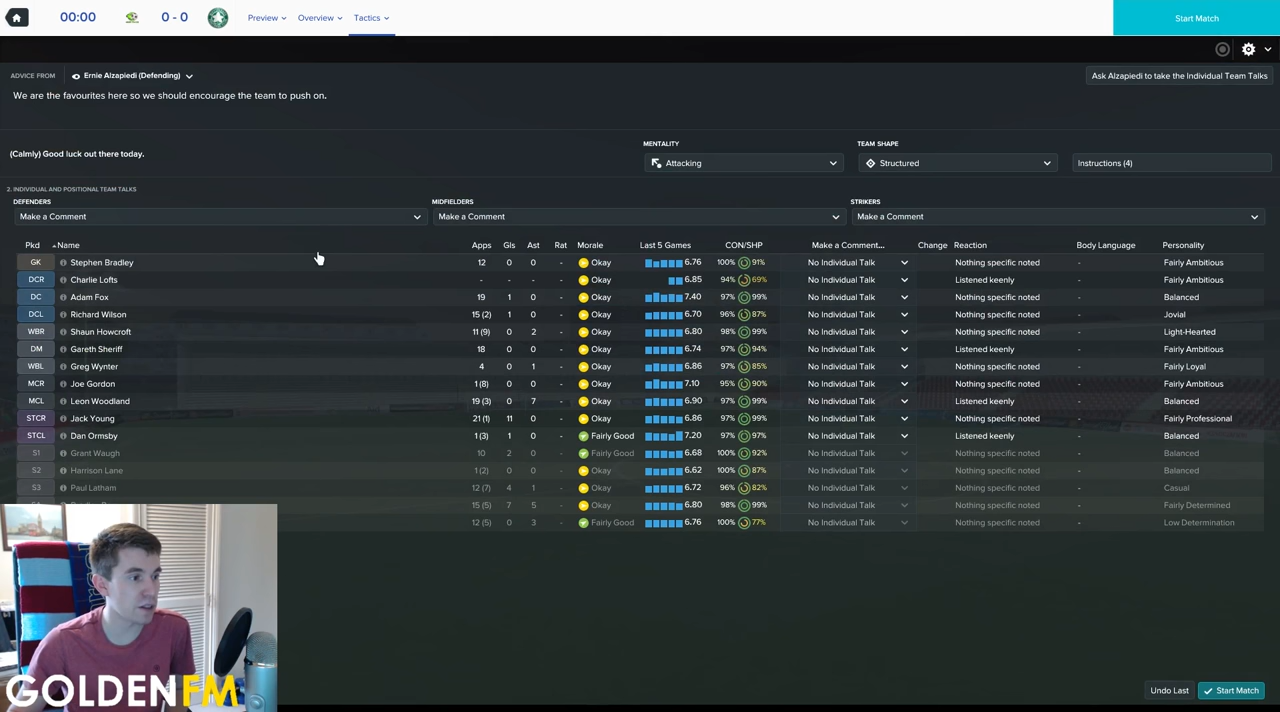 00:00 0 - 0 Preview Overview Tactics Start Match
ADVICE FROM Ernie Alzapiedi (Defending) Ask Alzapiedi to take the Individual Team Talks
We are the favourites here so we should encourage the team to push on.
MENTALITY TEAM SHAPE
(Calmly) Good luck out there today.
Attacking Structured Instructions (4)
2. INDIVIDUAL AND POSITIONAL TEAM TALKS
DEFENDERS MIDFIELDERS STRIKERS
Make a Comment Make a Comment Make a Comment
Pkd Name Apps Gls Ast Rat Morale Last 5 Games CON/SHP Make a Comment... Change Reaction Body Language Personality
GK Stephen Bradley 12 0 0 - Okay 6.76 100% 91% No Individual Talk Nothing specific noted - Fairly Ambitious
DCR Charlie Lofts - - - - Okay 6.85 94% 69% No Individual Talk Listened keenly - Fairly Ambitious
DC Adam Fox 19 1 0 - Okay 7.40 97% 99% No Individual Talk Nothing specific noted - Balanced
DCL Richard Wilson 15 (2) 1 0 - Okay 6.70 96% 87% No Individual Talk Nothing specific noted - Jovial
WBR Shaun Howcroft 11 (9) 0 2 - Okay 6.80 98% 99% No Individual Talk Nothing specific noted - Light-Hearted
DM Gareth Sheriff 18 0 0 - Okay 6.74 97% 94% No Individual Talk Listened keenly - Fairly Ambitious
WBL Greg Wynter 4 0 1 - Okay 6.86 97% 85% No Individual Talk Nothing specific noted - Fairly Loyal
MCR Joe Gordon 1 (8) 0 0 - Okay 7.10 95% 90% No Individual Talk Nothing specific noted - Fairly Ambitious
MCL Leon Woodland 19 (3) 0 7 - Okay 6.90 97% 99% No Individual Talk Listened keenly - Balanced
STCR Jack Young 21 (1) 11 0 - Okay 6.86 97% 99% No Individual Talk Nothing specific noted - Fairly Professional
STCL Dan Ormsby 1 (3) 1 0 - Fairly Good 7.20 97% 97% No Individual Talk Listened keenly - Balanced
S1 Grant Waugh 10 2 0 - Fairly Good 6.68 100% 92% No Individual Talk Nothing specific noted - Balanced
S2 Harrison Lane 1 (2) 0 0 - Okay 6.62 100% 87% No Individual Talk Nothing specific noted - Balanced
S3 Paul Latham 12 (7) 4 1 - Okay 6.72 96% 82% No Individual Talk Nothing specific noted - Casual
15 (5) 7 5 - Okay 6.80 98% 99% No Individual Talk Nothing specific noted - Fairly Determined
12 (5) 0 3 - Fairly Good 6.76 100% 77% No Individual Talk Nothing specific noted - Low Determination
GOLDENFM
Undo Last Start Match